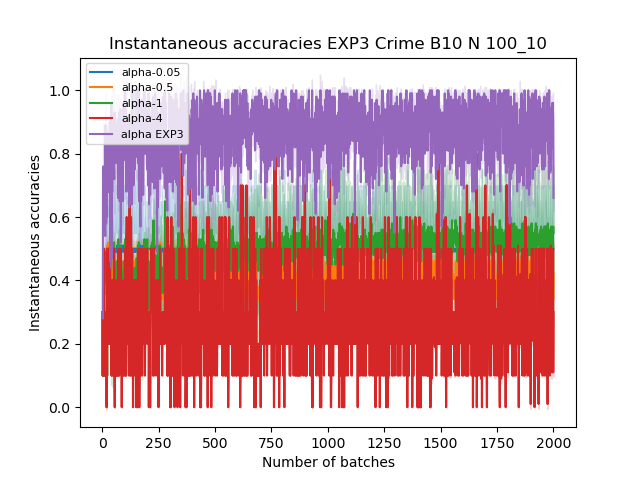 Instantaneous accuracies EXP3 Crime B10 N 100_10
alpha-0.05
alpha-0.5
alpha-1
alpha-4
alpha EXP3
1.0
0.8
0.6
0.4
0.2
0.0
Instantaneous accuracies
0
250
500
750
1000
1250
1500
1750
2000
Number of batches